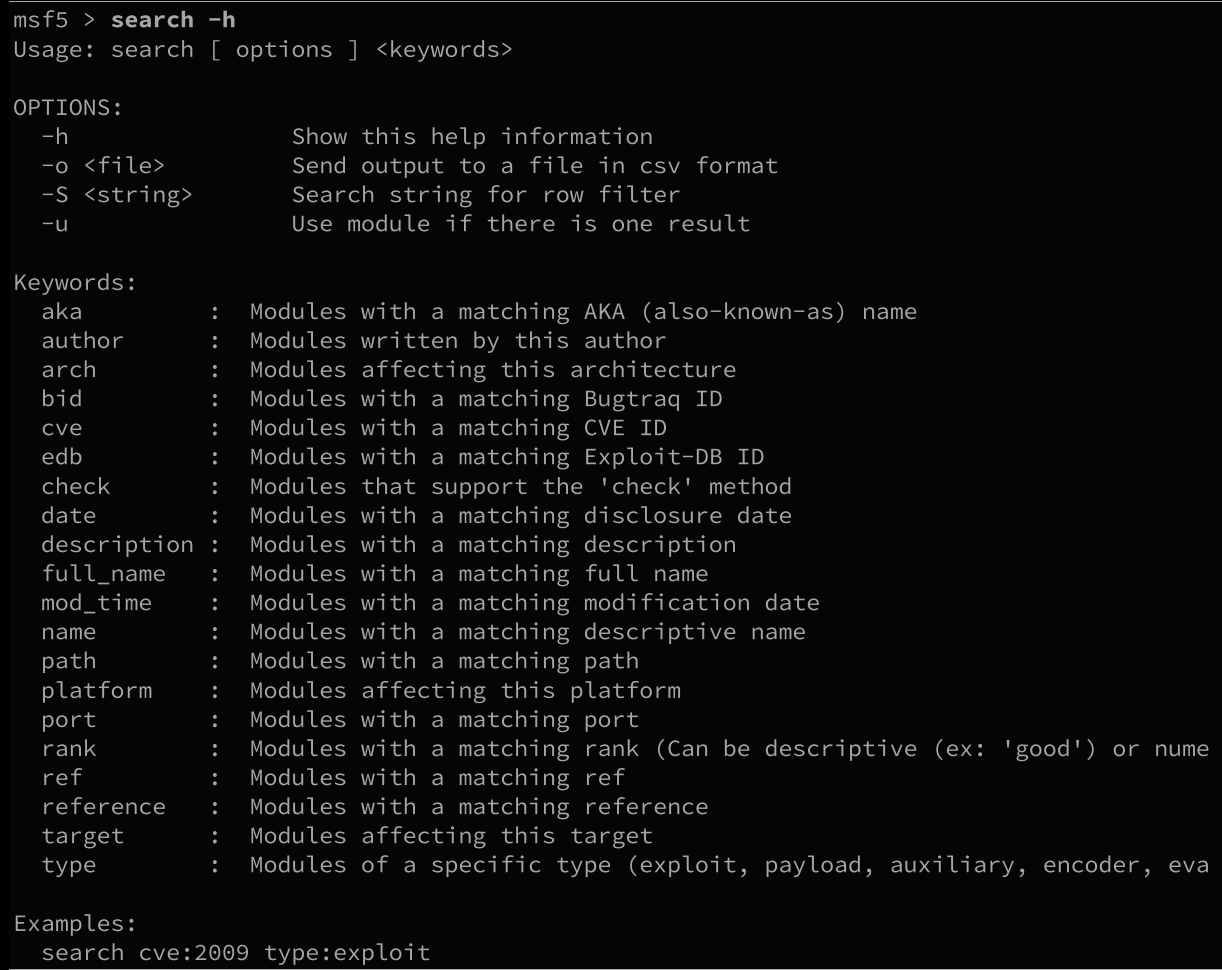 msf5 > search -h
Usage: search [ options ] <keywords>

OPTIONS:
  -h                Show this help information
  -o <file>         Send output to a file in csv format
  -S <string>       Search string for row filter
  -u                Use module if there is one result

Keywords:
  aka         :  Modules with a matching AKA (also-known-as) name
  author      :  Modules written by this author
  arch        :  Modules affecting this architecture
  bid         :  Modules with a matching Bugtraq ID
  cve         :  Modules with a matching CVE ID
  edb         :  Modules with a matching Exploit-DB ID
  check       :  Modules that support the 'check' method
  date        :  Modules with a matching disclosure date
  description :  Modules with a matching description
  full_name   :  Modules with a matching full name
  mod_time    :  Modules with a matching modification date
  name        :  Modules with a matching descriptive name
  path        :  Modules with a matching path
  platform    :  Modules affecting this platform
  port        :  Modules with a matching port
  rank        :  Modules with a matching rank (Can be descriptive (ex: 'good') or nume
  ref         :  Modules with a matching ref
  reference   :  Modules with a matching reference
  target      :  Modules affecting this target
  type        :  Modules of a specific type (exploit, payload, auxiliary, encoder, eva

Examples:
  search cve:2009 type:exploit